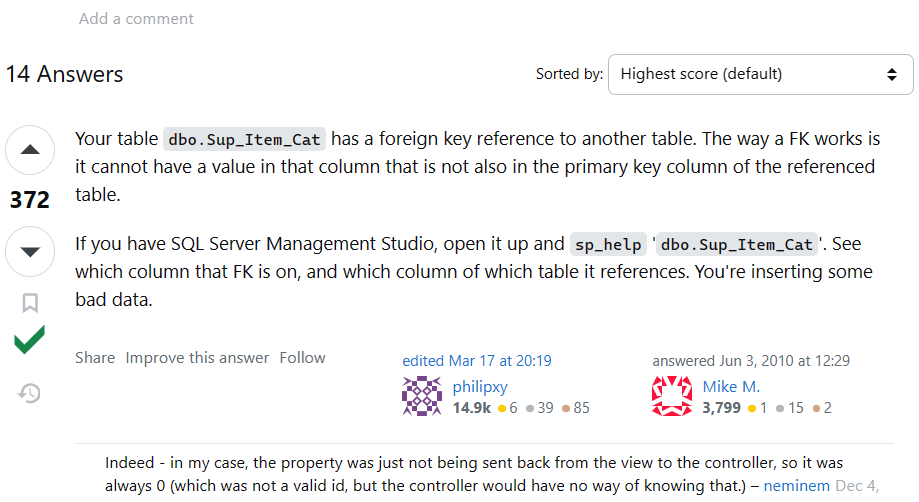 Add a comment
14 Answers
Sorted by: Highest score (default)
Your table dbo.Sup_Item_Cat has a foreign key reference to another table. The way a FK works is
it cannot have a value in that column that is not also in the primary key column of the referenced
table.
372
If you have SQL Server Management Studio, open it up and sp_help 'dbo.Sup_Item_Cat'. See
which column that FK is on, and which column of which table it references. You're inserting some
bad data.
Share Improve this answer Follow
edited Mar 17 at 20:19
philipxy
14.9k 6 39 85
answered Jun 3, 2010 at 12:29
Mike M.
3,799 1 15 2
Indeed - in my case, the property was just not being sent back from the view to the controller, so it was
always 0 (which was not a valid id, but the controller would have no way of knowing that.) – neminem Dec 4,